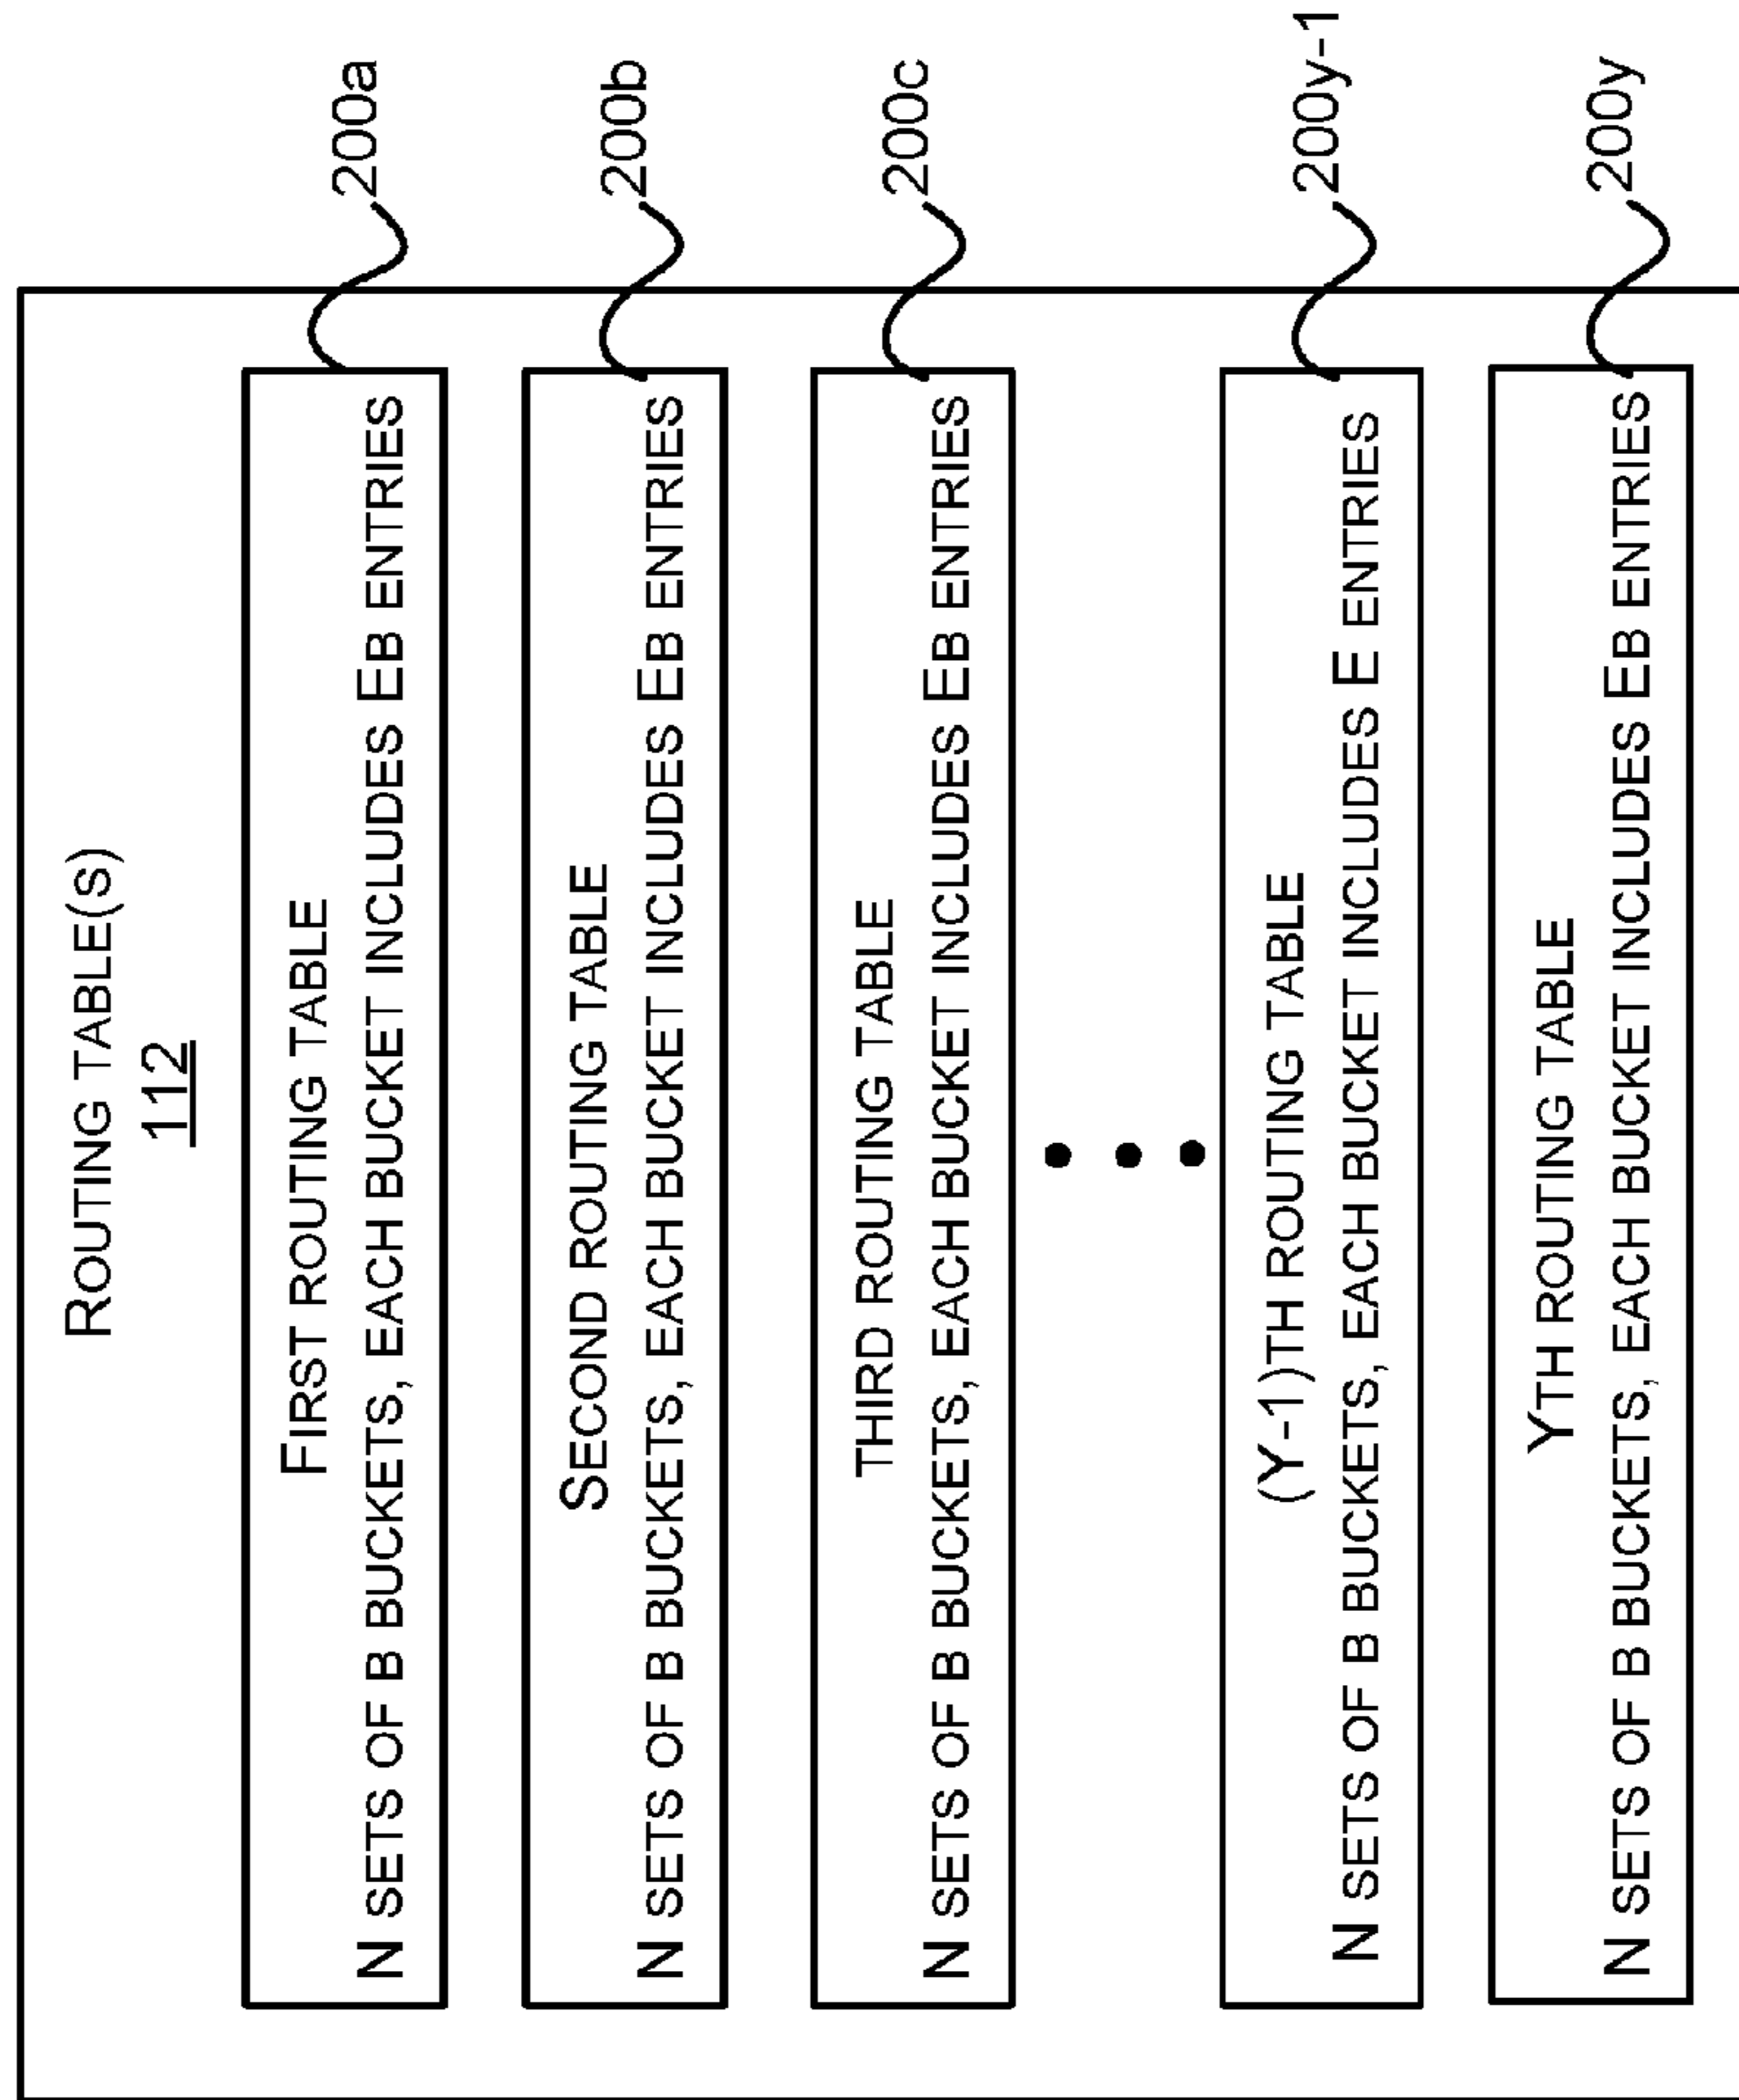 ROUTING TABLE(S)
112
FIRST ROUTING TABLE
N SETS OF B BUCKETS, EACH BUCKET INCLUDES EB ENTRIES
200a
SECOND ROUTING TABLE
N SETS OF B BUCKETS, EACH BUCKET INCLUDES EB ENTRIES
200b
THIRD ROUTING TABLE
N SETS OF B BUCKETS, EACH BUCKET INCLUDES EB ENTRIES
200c
(Y-1)TH ROUTING TABLE
N SETS OF B BUCKETS, EACH BUCKET INCLUDES E ENTRIES
200y-1
YTH ROUTING TABLE
N SETS OF B BUCKETS, EACH BUCKET INCLUDES EB ENTRIES
200y